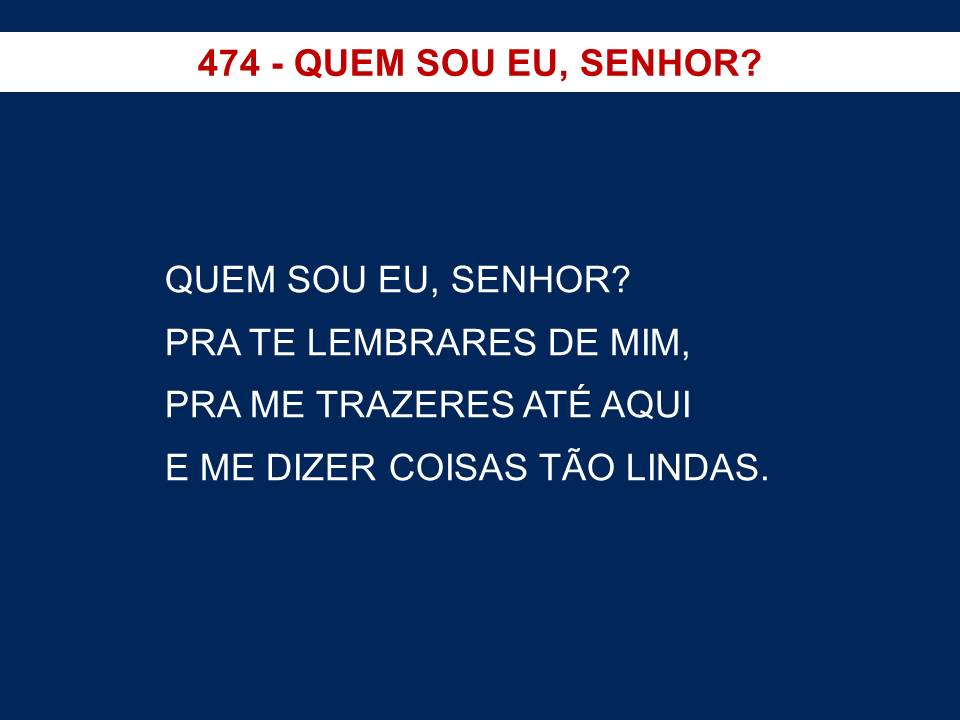 474 - QUEM SOU EU, SENHOR?
QUEM SOU EU, SENHOR?
PRA TE LEMBRARES DE MIM,
PRA ME TRAZERES ATÉ AQUI
E ME DIZER COISAS TÃO LINDAS.